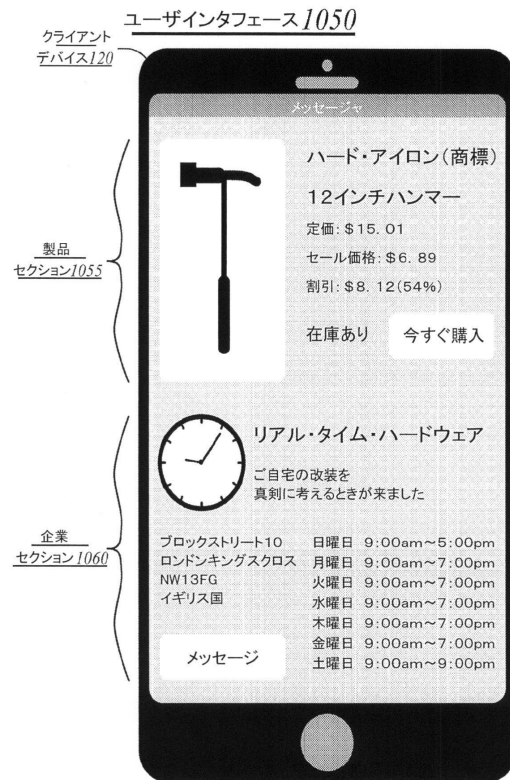 ユーザインタフェース1050
クライアント
デバイス120
メッセージャ
ハード・アイロン(商標)
12インチハンマー
定価:$15.01
セール価格:$6.89
割引:$8.12(54%)
在庫あり
今すぐ購入
製品
セクション1055
リアル・タイム・ハードウェア
ご自宅の改装を
真剣に考えるときが来ました
企業
セクション1060
ブロックストリート10
ロンドンキングスクロス
NW13FG
イギリス国
日曜日 9:00am~5:00pm
月曜日 9:00am~7:00pm
火曜日 9:00am~7:00pm
水曜日 9:00am~7:00pm
木曜日 9:00am~7:00pm
金曜日 9:00am~7:00pm
土曜日 9:00am~9:00pm
メッセージ